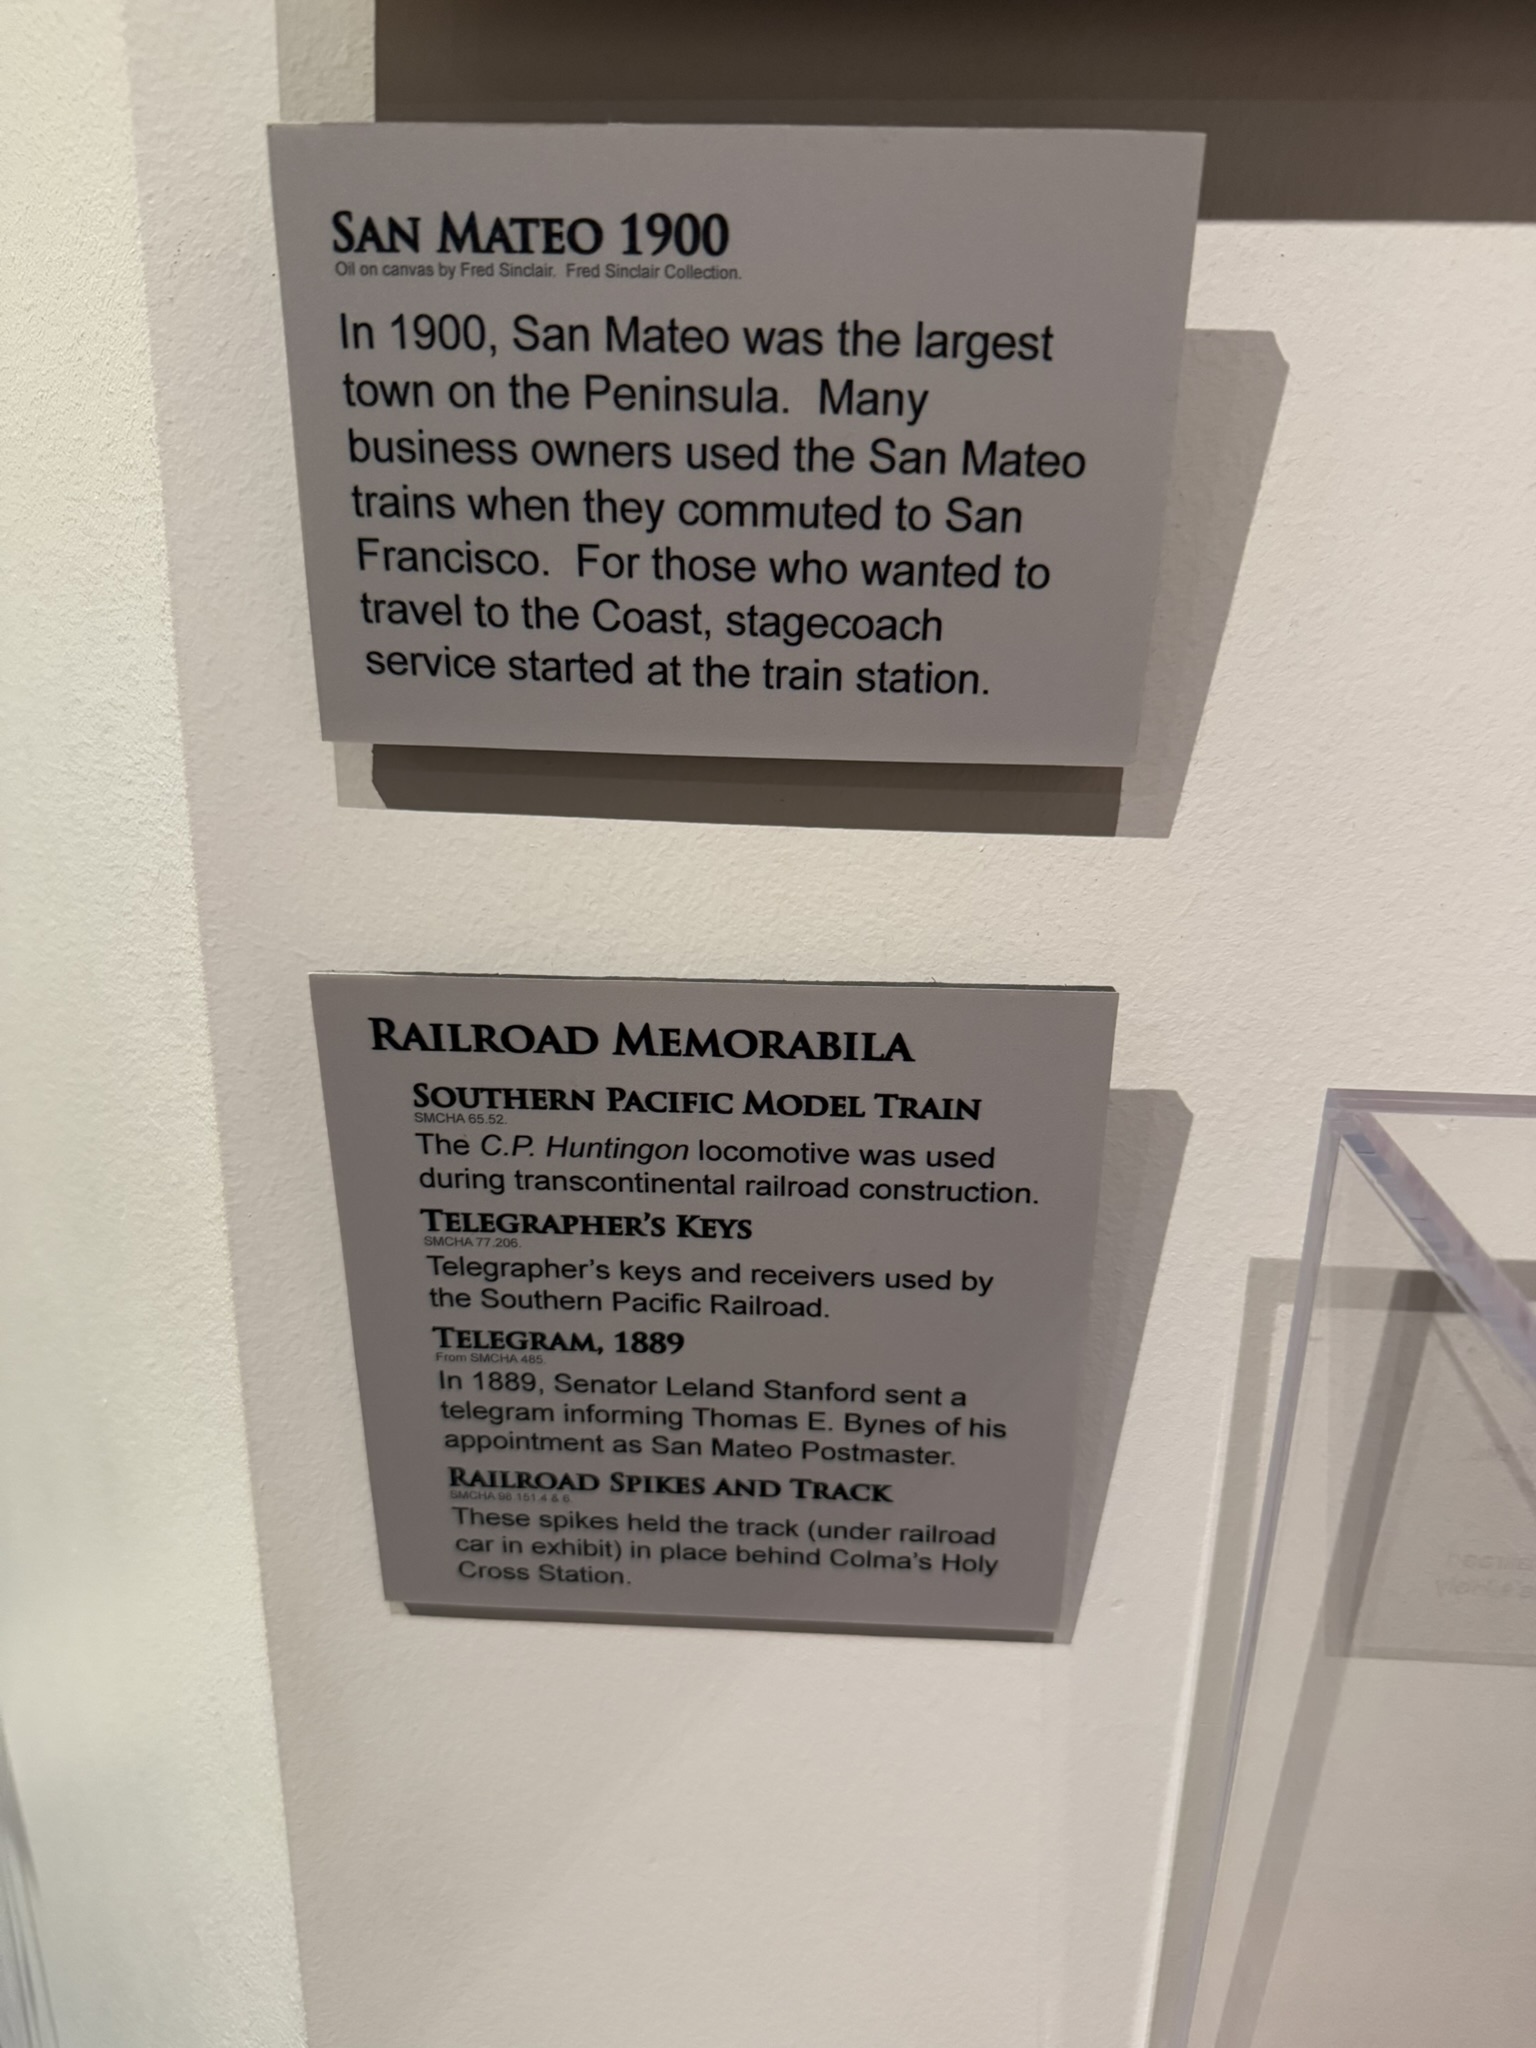 SAN MATEO 1900
Oil on canvas by Fred Sinclair. Fred Sinclair Collection.
In 1900, San Mateo was the largest
town on the Peninsula. Many
business owners used the San Mateo
trains when they commuted to San
Francisco. For those who wanted to
travel to the Coast, stagecoach
service started at the train station.
RAILROAD MEMORABILA
SOUTHERN PACIFIC MODEL TRAIN
SMCHA 65.52.
The C.P. Huntingon locomotive was used
during transcontinental railroad construction.
TELEGRAPHER'S KEYS
SMCHA 77.206.
Telegrapher's keys and receivers used by
the Southern Pacific Railroad.
TELEGRAM, 1889
From SMCHA 485.
In 1889, Senator Leland Stanford sent a
telegram informing Thomas E. Bynes of his
appointment as San Mateo Postmaster.
RAILROAD SPIKES AND TRACK
SMCHA 96.151.4 & 6.
These spikes held the track (under railroad
car in exhibit) in place behind Colma's Holy
Cross Station.